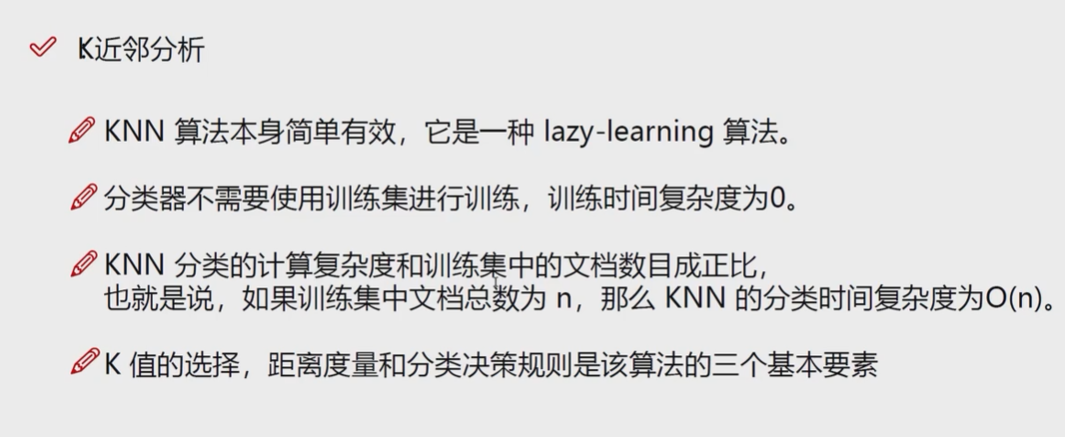 K近邻分析
KNN 算法本身简单有效，它是一种 lazy-learning 算法。
分类器不需要使用训练集进行训练，训练时间复杂度为0。
KNN 分类的计算复杂度和训练集中的文档数目成正比，
也就是说，如果训练集中文档总数为 n，那么 KNN 的分类时间复杂度为O(n)。
K 值的选择，距离度量和分类决策规则是该算法的三个基本要素